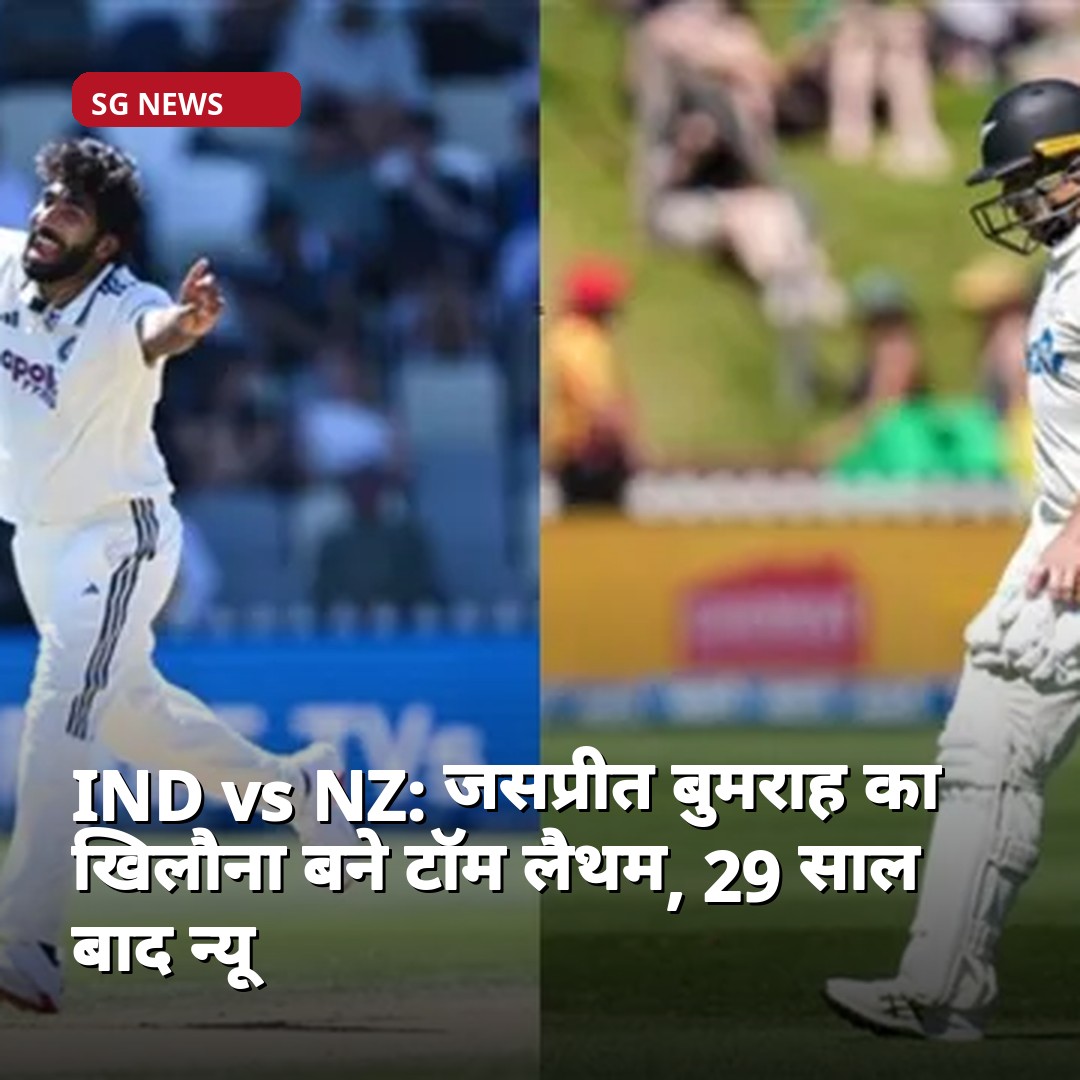 SG NEWS
IND vs NZ: जसप्रीत बुमराह का
खिलौना बने टॉम लैथम, 29 साल
बाद न्यू